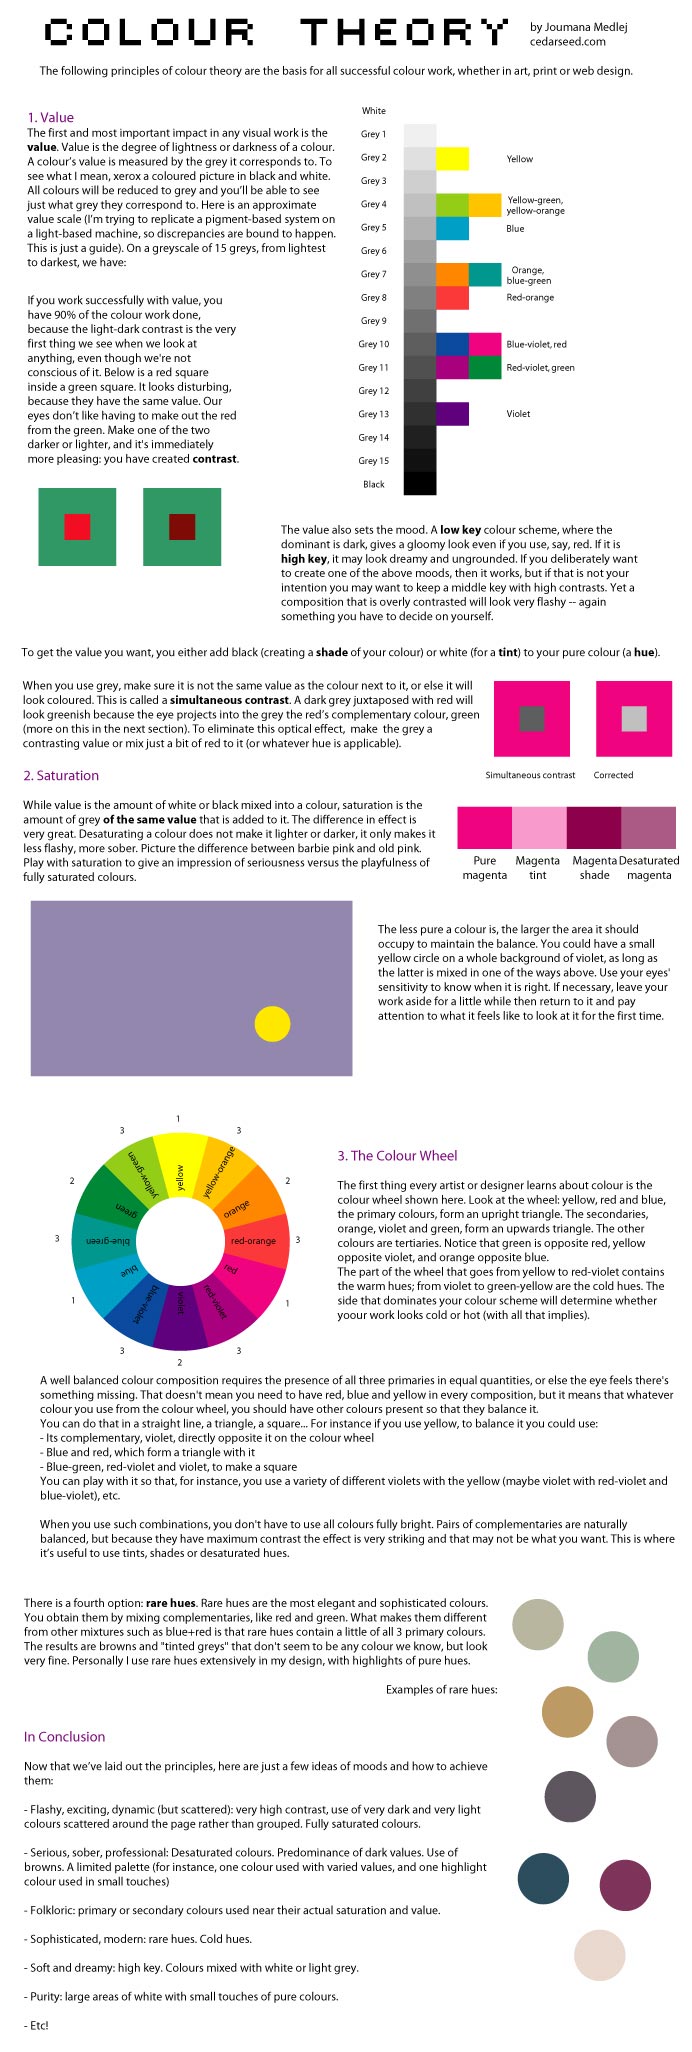 COLOUR THEORY
by Joumana Medlej
cedarseed.com
The following principles of colour theory are the basis for all successful colour work, whether in art, print or web design.
1. Value
The first and most important impact in any visual work is the
value. Value is the degree of lightness or darkness of a colour.
A colour's value is measured by the grey it corresponds to. To
see what I mean, xerox a coloured picture in black and white.
All colours will be reduced to grey and you'll be able to see
just what grey they correspond to. Here is an approximate
value scale (I'm trying to replicate a pigment-based system on
a light-based machine, so discrepancies are bound to happen.
This is just a guide). On a greyscale of 15 greys, from lightest
to darkest, we have:
White
Grey 1
Grey 2
Yellow
Grey 3
Grey 4
Yellow-green,
yellow-orange
Grey 5
Blue
Grey 6
Grey 7
Orange,
blue-green
Grey 8
Red-orange
Grey 9
Grey 10
Blue-violet, red
Grey 11
Red-violet, green
Grey 12
Grey 13
Violet
Grey 14
Grey 15
Black
If you work successfully with value, you
have 90% of the colour work done,
because the light-dark contrast is the very
first thing we see when we look at
anything, even though we're not
conscious of it. Below is a red square
inside a green square. It looks disturbing,
because they have the same value. Our
eyes don't like having to make out the red
from the green. Make one of the two
darker or lighter, and it's immediately
more pleasing: you have created contrast.
The value also sets the mood. A low key colour scheme, where the
dominant is dark, gives a gloomy look even if you use, say, red. If it is
high key, it may look dreamy and ungrounded. If you deliberately want
to create one of the above moods, then it works, but if that is not your
intention you may want to keep a middle key with high contrasts. Yet a
composition that is overly contrasted will look very flashy -- again
something you have to decide on yourself.
To get the value you want, you either add black (creating a shade of your colour) or white (for a tint) to your pure colour (a hue).
When you use grey, make sure it is not the same value as the colour next to it, or else it will
look coloured. This is called a simultaneous contrast. A dark grey juxtaposed with red will
look greenish because the eye projects into the grey the red's complementary colour, green
(more on this in the next section). To eliminate this optical effect, make the grey a
contrasting value or mix just a bit of red to it (or whatever hue is applicable).
Simultaneous contrast
Corrected
2. Saturation
While value is the amount of white or black mixed into a colour, saturation is the
amount of grey of the same value that is added to it. The difference in effect is
very great. Desaturating a colour does not make it lighter or darker, it only makes it
less flashy, more sober. Picture the difference between barbie pink and old pink.
Play with saturation to give an impression of seriousness versus the playfulness of
fully saturated colours.
Pure
magenta
Magenta
tint
Magenta
shade
Desaturated
magenta
The less pure a colour is, the larger the area it should
occupy to maintain the balance. You could have a small
yellow circle on a whole background of violet, as long as
the latter is mixed in one of the ways above. Use your eyes'
sensitivity to know when it is right. If necessary, leave your
work aside for a little while then return to it and pay
attention to what it feels like to look at it for the first time.
1
3
2
3
1
3
2
3
1
3
2
3
yellow
yellow-orange
orange
red-orange
red
red-violet
violet
blue-violet
blue
blue-green
green
yellow-green
3. The Colour Wheel
The first thing every artist or designer learns about colour is the
colour wheel shown here. Look at the wheel: yellow, red and blue,
the primary colours, form an upright triangle. The secondaries,
orange, violet and green, form an upwards triangle. The other
colours are tertiaries. Notice that green is opposite red, yellow
opposite violet, and orange opposite blue.
The part of the wheel that goes from yellow to red-violet contains
the warm hues; from violet to green-yellow are the cold hues. The
side that dominates your colour scheme will determine whether
yoour work looks cold or hot (with all that implies).
A well balanced colour composition requires the presence of all three primaries in equal quantities, or else the eye feels there's
something missing. That doesn't mean you need to have red, blue and yellow in every composition, but it means that whatever
colour you use from the colour wheel, you should have other colours present so that they balance it.
You can do that in a straight line, a triangle, a square... For instance if you use yellow, to balance it you could use:
- Its complementary, violet, directly opposite it on the colour wheel
- Blue and red, which form a triangle with it
- Blue-green, red-violet and violet, to make a square
You can play with it so that, for instance, you use a variety of different violets with the yellow (maybe violet with red-violet and
blue-violet), etc.
When you use such combinations, you don't have to use all colours fully bright. Pairs of complementaries are naturally
balanced, but because they have maximum contrast the effect is very striking and that may not be what you want. This is where
it's useful to use tints, shades or desaturated hues.
There is a fourth option: rare hues. Rare hues are the most elegant and sophisticated colours.
You obtain them by mixing complementaries, like red and green. What makes them different
from other mixtures such as blue+red is that rare hues contain a little of all 3 primary colours.
The results are browns and "tinted greys" that don't seem to be any colour we know, but look
very fine. Personally I use rare hues extensively in my design, with highlights of pure hues.
Examples of rare hues:
In Conclusion
Now that we've laid out the principles, here are just a few ideas of moods and how to achieve
them:
- Flashy, exciting, dynamic (but scattered): very high contrast, use of very dark and very light
colours scattered around the page rather than grouped. Fully saturated colours.
- Serious, sober, professional: Desaturated colours. Predominance of dark values. Use of
browns. A limited palette (for instance, one colour used with varied values, and one highlight
colour used in small touches)
- Folkloric: primary or secondary colours used near their actual saturation and value.
- Sophisticated, modern: rare hues. Cold hues.
- Soft and dreamy: high key. Colours mixed with white or light grey.
- Purity: large areas of white with small touches of pure colours.
- Etc!